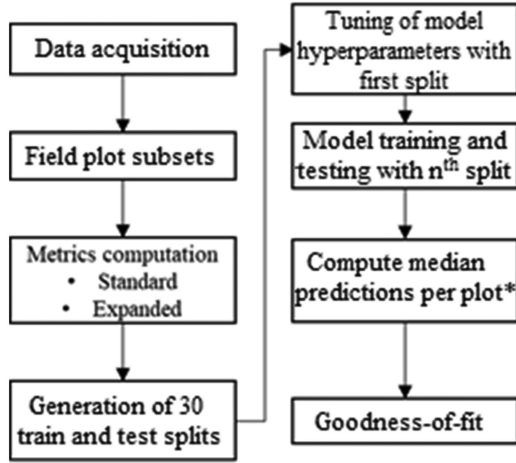 Data acquisition
Field plot subsets
Metrics computation
• Standard
• Expanded
Generation of 30
train and test splits
Tuning of model
hyperparameters with
first split
Model training and
testing with nth split
Compute median
predictions per plot*
Goodness-of-fit